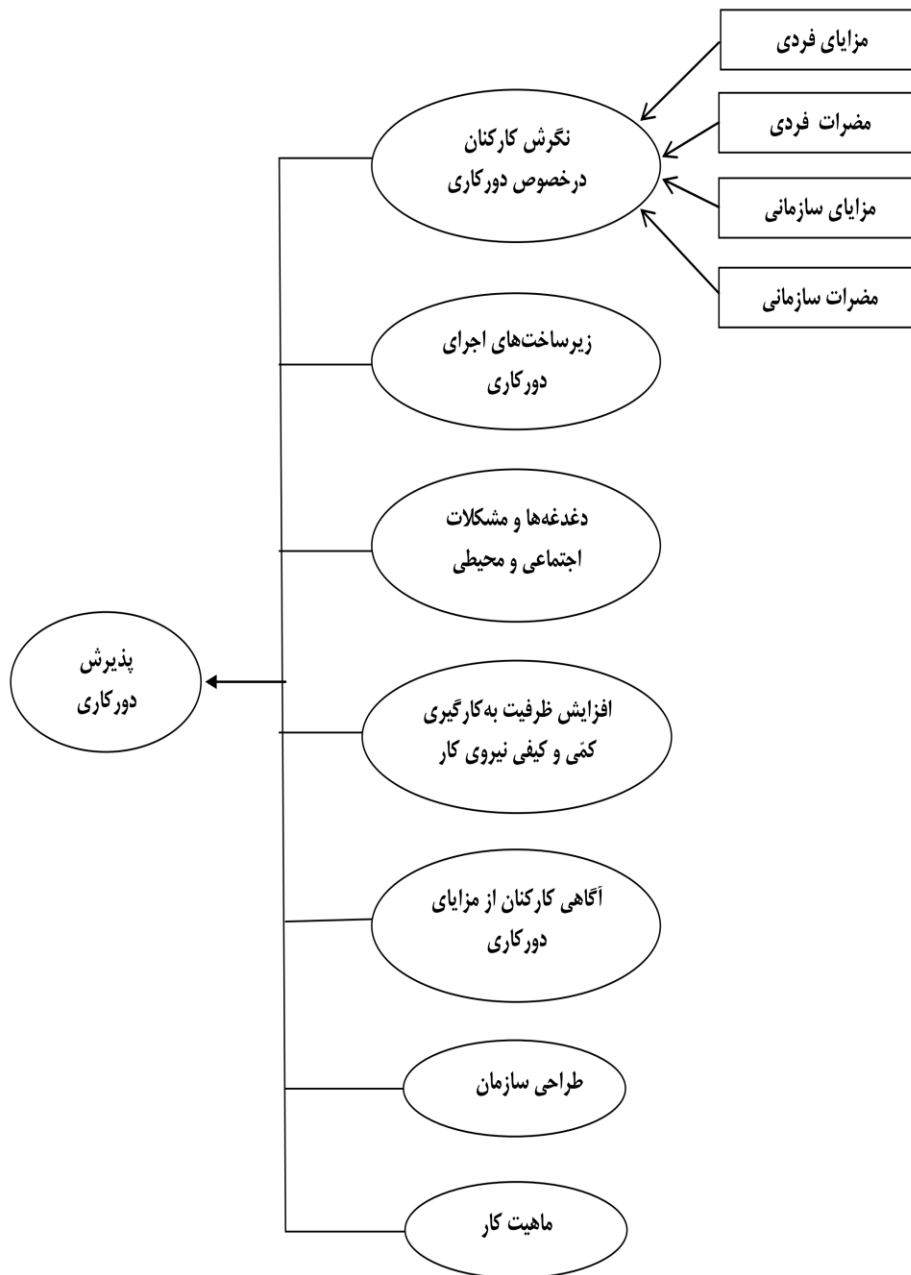 مزایای فردی
مضرات فردی
مزایای سازمانی
مضرات سازمانی
نگرش کارکنان
درخصوص دورکاری
زیرساخت‌های اجرای
دورکاری
دغدغه‌ها و مشکلات
اجتماعی و محیطی
افزایش ظرفیت به‌کارگیری
کمّی و کیفی نیروی کار
آگاهی کارکنان از مزایای
دورکاری
طراحی سازمان
ماهیت کار
پذیرش
دورکاری